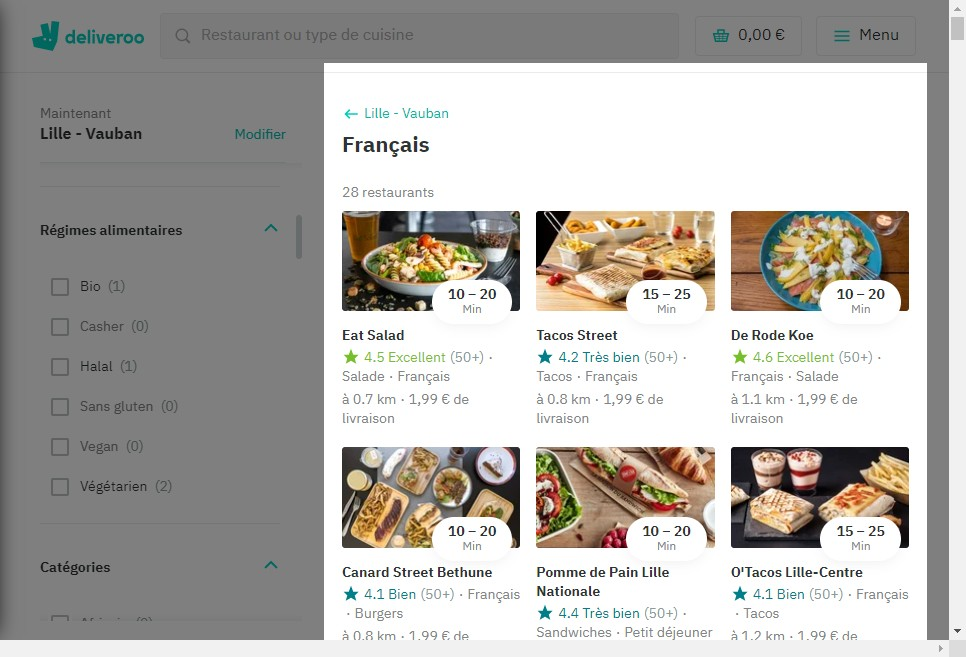 deliveroo
Restaurant ou type de cuisine
0,00 €
Menu
Maintenant
Lille - Vauban
Modifier
Régimes alimentaires
Bio (1)
Casher (0)
Halal (1)
Sans gluten (0)
Vegan (0)
Végétarien (2)
Catégories
← Lille - Vauban
Français
28 restaurants
10 – 20
Min
Eat Salad
4.5 Excellent (50+) ·
Salade · Français
à 0.7 km · 1,99 € de
livraison
15 – 25
Min
Tacos Street
4.2 Très bien (50+) ·
Tacos · Français
à 0.8 km · 1,99 € de
livraison
10 – 20
Min
De Rode Koe
4.6 Excellent (50+) ·
Français · Salade
à 1.1 km · 1,99 € de
livraison
10 – 20
Min
Canard Street Bethune
4.1 Bien (50+) · Français
· Burgers
à 0.8 km · 1,99 € de
10 – 20
Min
Pomme de Pain Lille
Nationale
4.4 Très bien (50+) ·
Sandwiches · Petit déjeuner
15 – 25
Min
O'Tacos Lille-Centre
4.1 Bien (50+) · Français
· Tacos
à 1.2 km · 1,99 € de